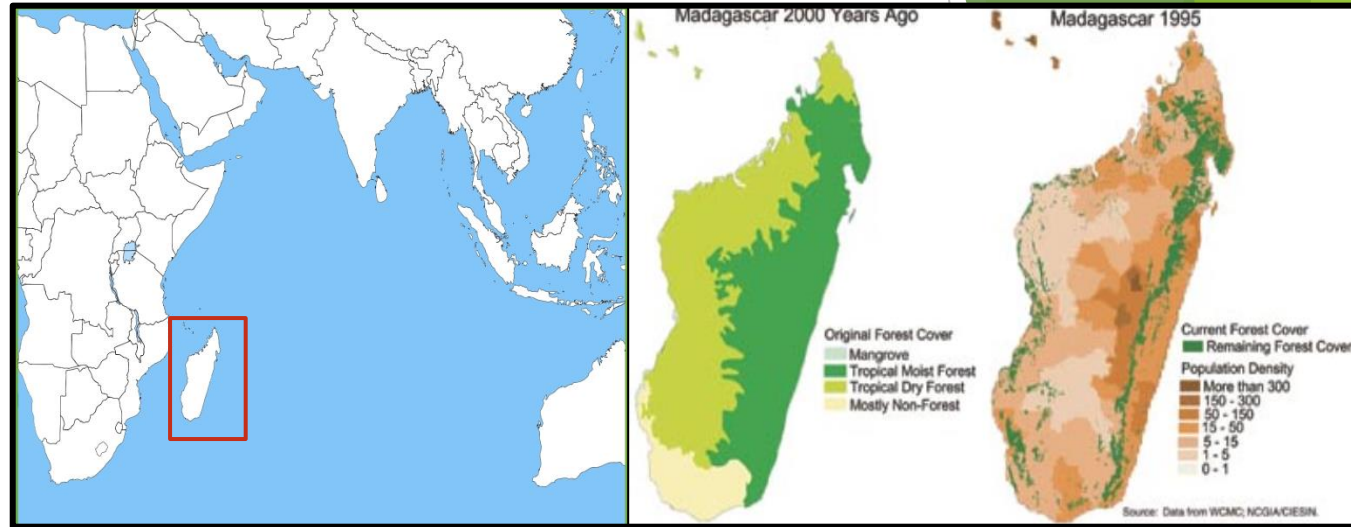 Madagascar 2000 Years Ago
Original Forest Cover
Mangrove
Tropical Moist Forest
Tropical Dry Forest
Mostly Non-Forest
Madagascar 1995
Current Forest Cover
Remaining Forest Cover
Population Density
More than 300
150 - 300
50 - 150
15 - 50
5 - 15
1 - 5
0 - 1
Source: Data from WCMC; NCGIA/CIESIN.